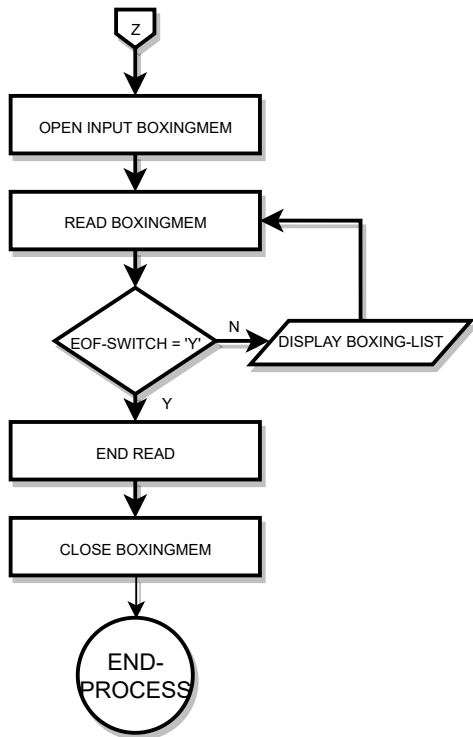 Z
OPEN INPUT BOXINGMEM
READ BOXINGMEM
EOF-SWITCH = 'Y'
N
DISPLAY BOXING-LIST
Y
END READ
CLOSE BOXINGMEM
END-
PROCESS